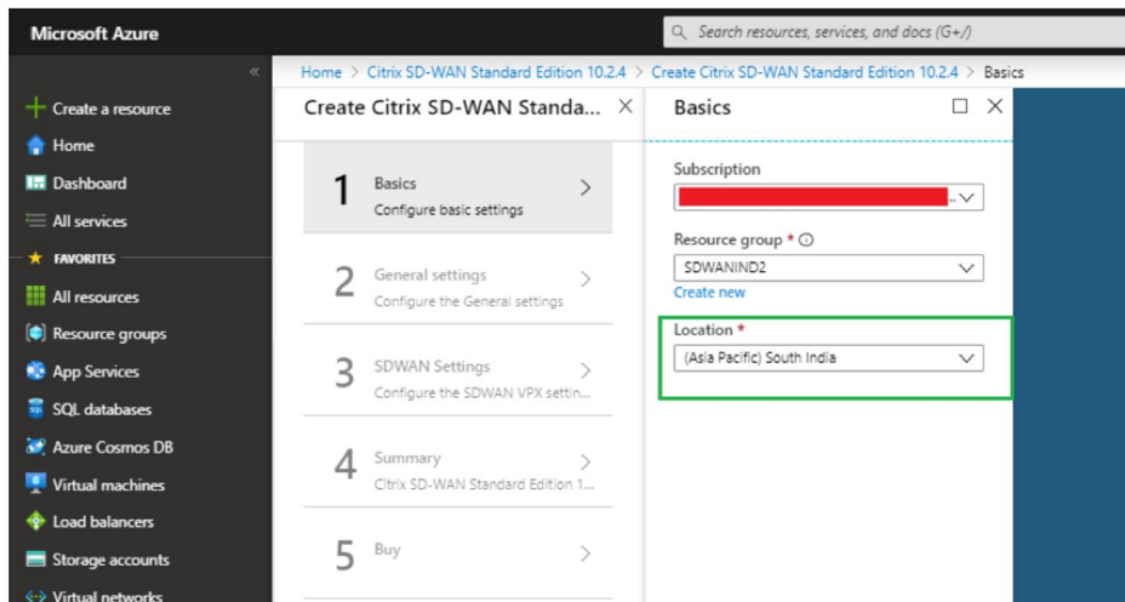 Microsoft Azure
Search resources, services, and docs (G+/)
«
Home > Citrix SD-WAN Standard Edition 10.2.4 > Create Citrix SD-WAN Standard Edition 10.2.4 > Basics
Create a resource
Home
Dashboard
All services
FAVORITES
All resources
Resource groups
App Services
SQL databases
Azure Cosmos DB
Virtual machines
Load balancers
Storage accounts
Virtual networks
Create Citrix SD-WAN Standa...
1
Basics
Configure basic settings
2
General settings
Configure the General settings
3
SDWAN Settings
Configure the SDWAN VPX settin...
4
Summary
Citrix SD-WAN Standard Edition 1...
5
Buy
Basics
Subscription
..
Resource group *
SDWANIND2
Create new
Location *
(Asia Pacific) South India